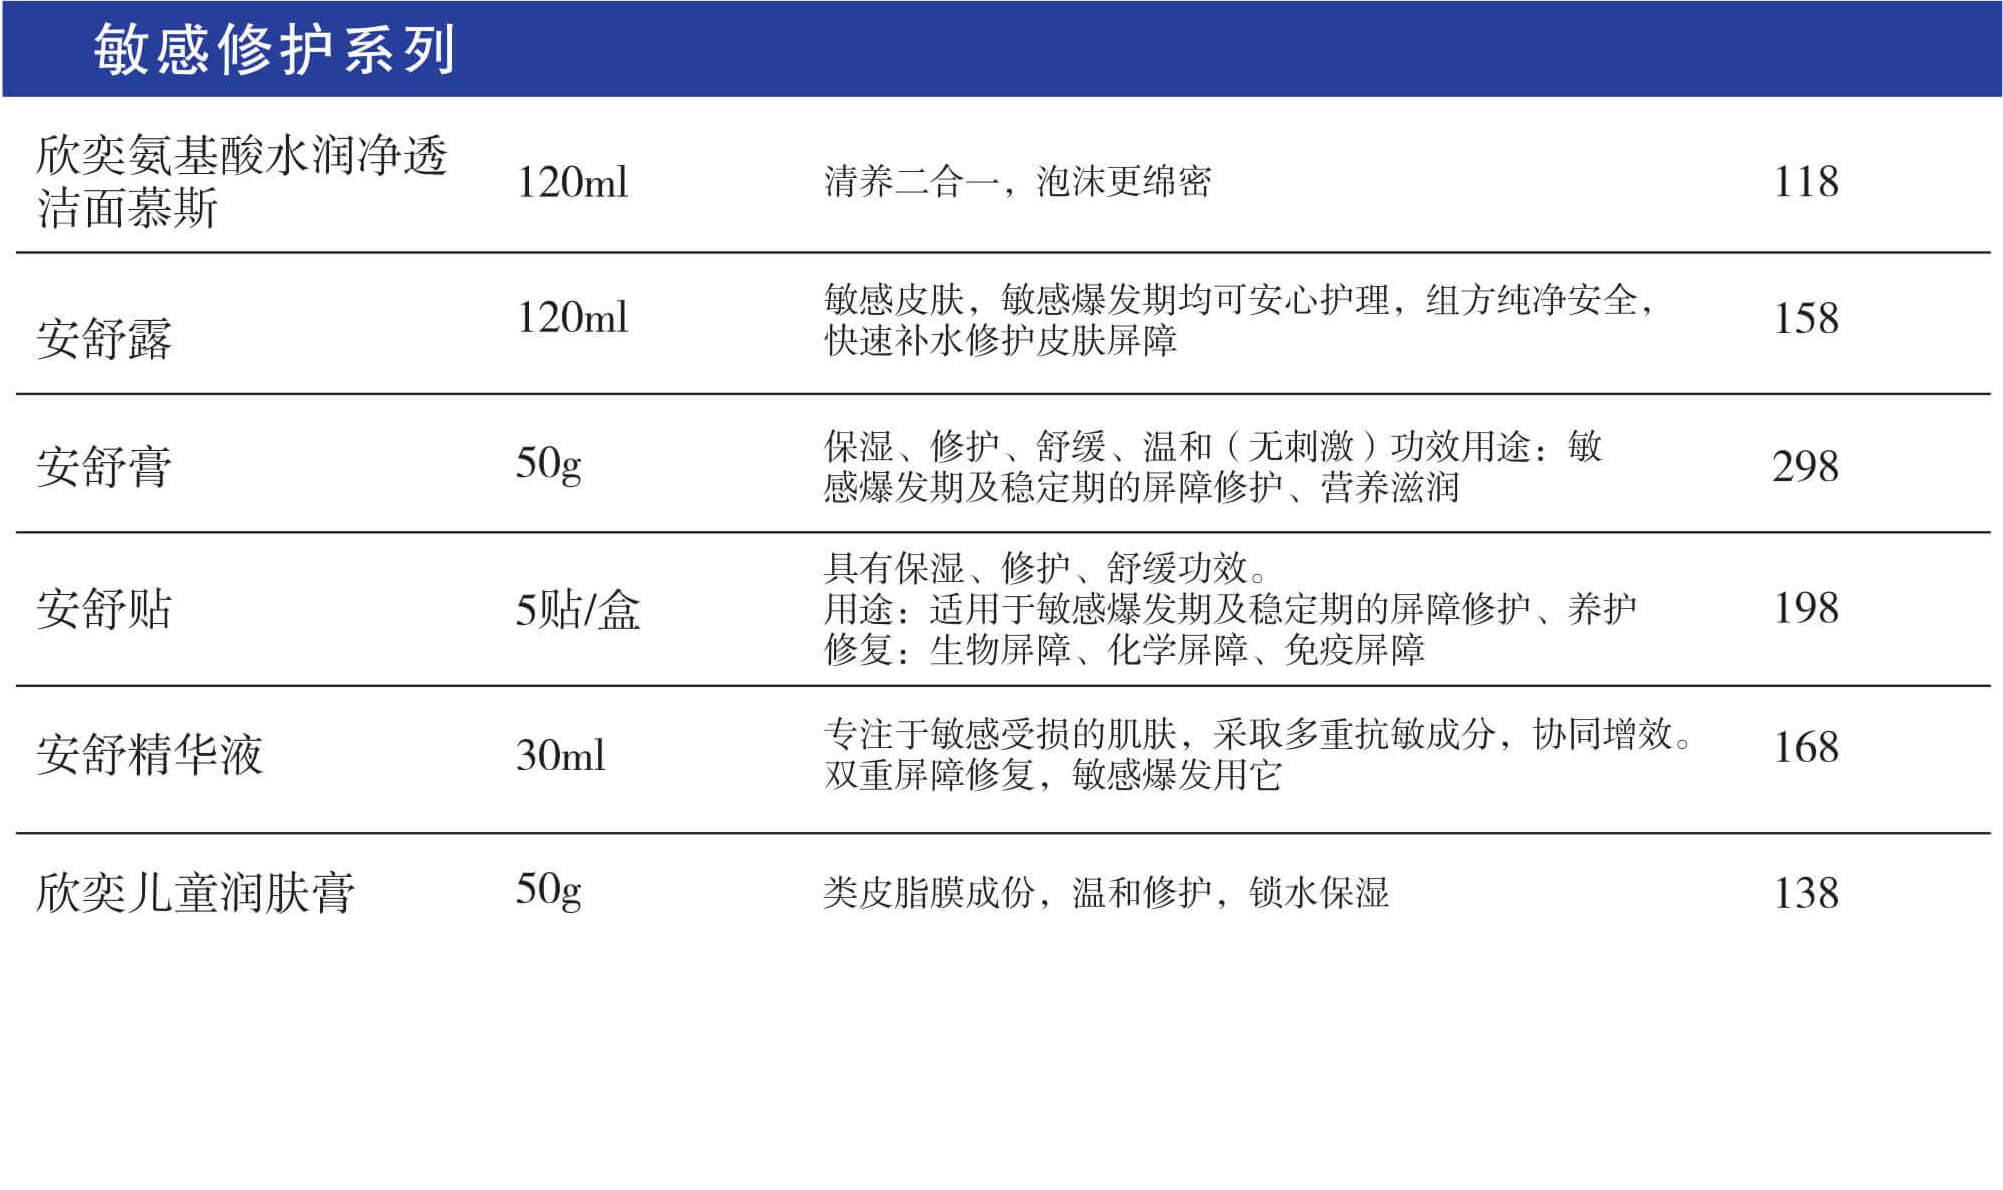 敏感修护系列
欣奕氨基酸水润净透
洁面慕斯
120ml
清养二合一，泡沫更绵密
118
安舒露
120ml
敏感皮肤，敏感爆发期均可安心护理，组方纯净安全，
快速补水修护皮肤屏障
158
安舒膏
50g
保湿、修护、舒缓、温和（无刺激）功效用途：敏
感爆发期及稳定期的屏障修护、营养滋润
298
安舒贴
5贴/盒
具有保湿、修护、舒缓功效。
用途：适用于敏感爆发期及稳定期的屏障修护、养护
修复：生物屏障、化学屏障、免疫屏障
198
安舒精华液
30ml
专注于敏感受损的肌肤，采取多重抗敏成分，协同增效。
双重屏障修复，敏感爆发用它
168
欣奕儿童润肤膏
50g
类皮脂膜成份，温和修护，锁水保湿
138